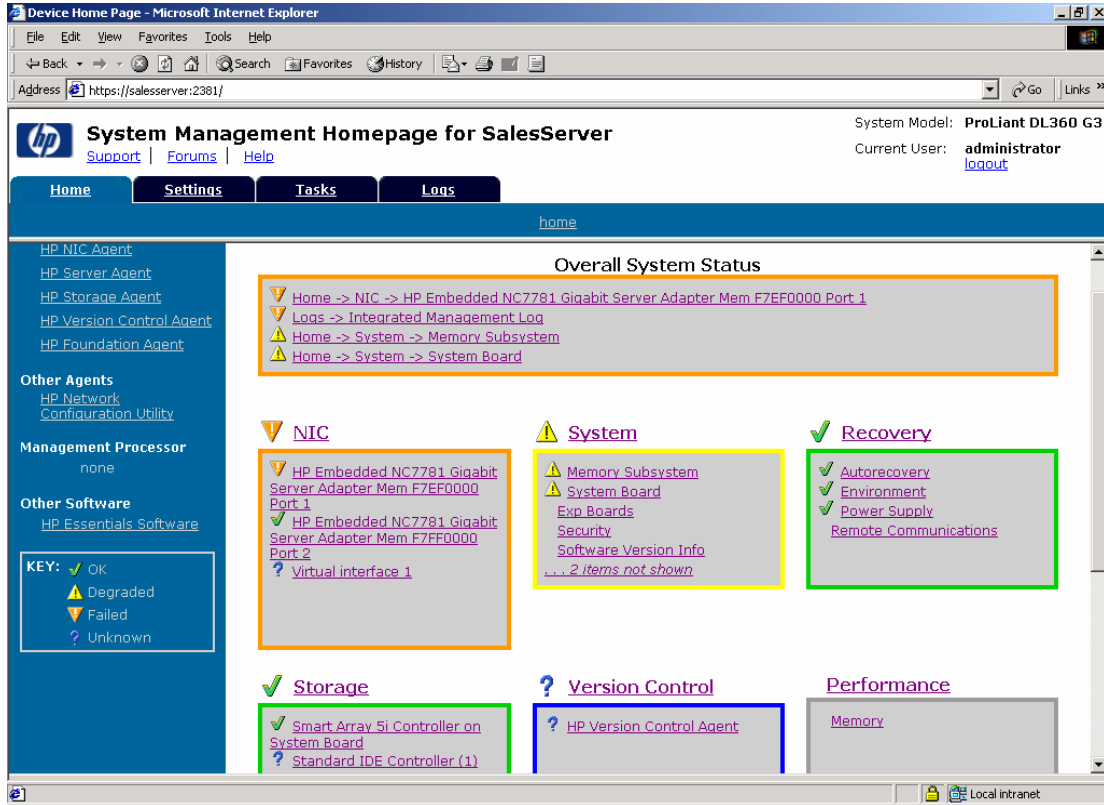 Device Home Page - Microsoft Internet Explorer
File Edit View Favorites Tools Help
Back Search Favorites History
Address https://salesserver:2381/ Go Links »
hp
System Management Homepage for SalesServer
Support | Forums | Help
System Model: ProLiant DL360 G3
Current User: administrator
logout
Home Settings Tasks Logs
home
HP NIC Agent
HP Server Agent
HP Storage Agent
HP Version Control Agent
HP Foundation Agent
Other Agents
HP Network
Configuration Utility
Management Processor
none
Other Software
HP Essentials Software
KEY: OK
Degraded
Failed
? Unknown
Overall System Status
Home -> NIC -> HP Embedded NC7781 Gigabit Server Adapter Mem F7EF0000 Port 1
Logs -> Integrated Management Log
Home -> System -> Memory Subsystem
Home -> System -> System Board
NIC
HP Embedded NC7781 Gigabit
Server Adapter Mem F7EF0000
Port 1
HP Embedded NC7781 Gigabit
Server Adapter Mem F7FF0000
Port 2
? Virtual interface 1
System
Memory Subsystem
System Board
Exp Boards
Security
Software Version Info
. . . 2 items not shown
Recovery
Autorecovery
Environment
Power Supply
Remote Communications
Storage
Smart Array 5i Controller on
System Board
? Standard IDE Controller (1)
? Version Control
? HP Version Control Agent
Performance
Memory
Local intranet